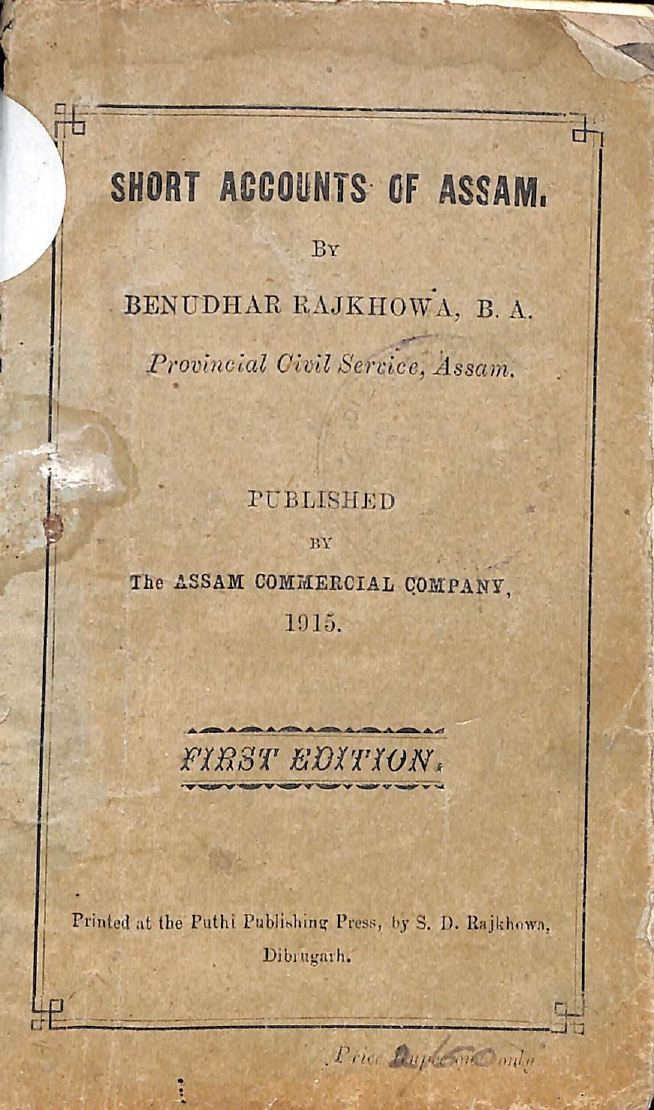 SHORT ACCOUNTS OF ASSAM.
BY
BENUDHAR RAJKHOWA, B. A.
Provincial Civil Service, Assam.
PUBLISHED
BY
The ASSAM COMMERCIAL COMPANY,
1915.
FIRST EDITION.
Printed at the Puthi Publishing Press, by S. D. Rajkhowa,
Dibrugarh.
Price only